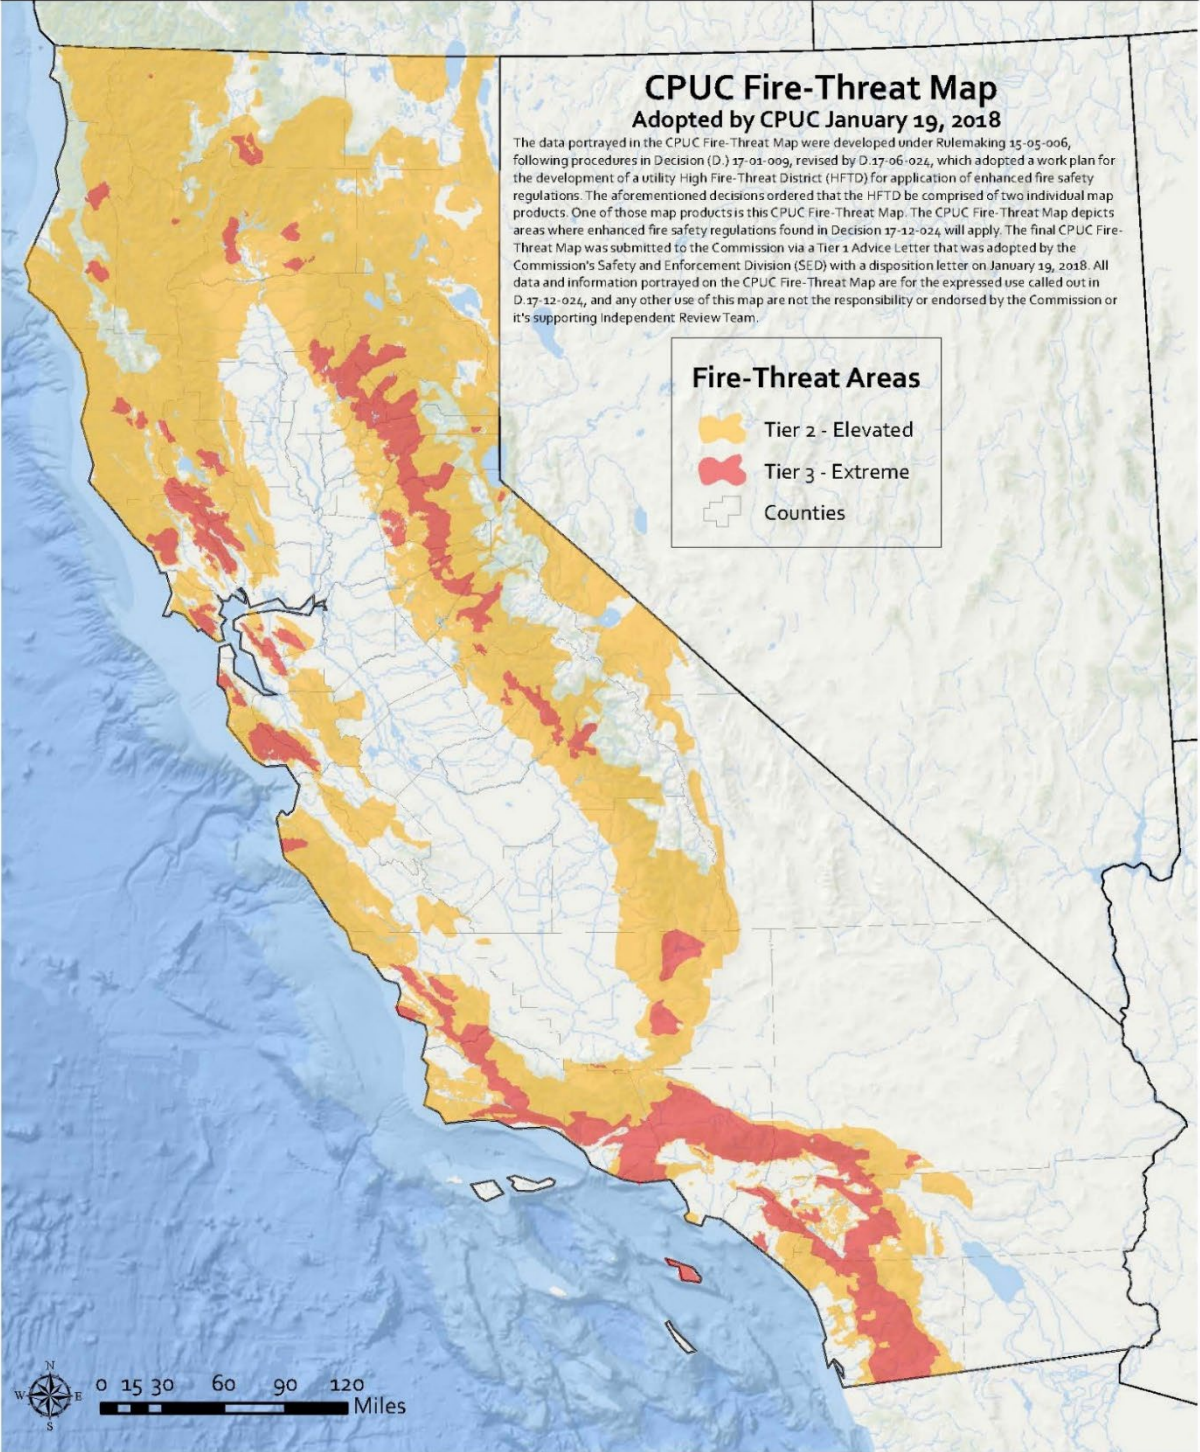 CPUC Fire-Threat Map
Adopted by CPUC January 19, 2018
The data portrayed in the CPUC Fire-Threat Map were developed under Rulemaking 15-05-006,
following procedures in Decision (D.) 17-01-009, revised by D.17-06-024, which adopted a work plan for
the development of a utility High Fire-Threat District (HFTD) for application of enhanced fire safety
regulations. The aforementioned decisions ordered that the HFTD be comprised of two individual map
products. One of those map products is this CPUC Fire-Threat Map. The CPUC Fire-Threat Map depicts
areas where enhanced fire safety regulations found in Decision 17-12-024 will apply. The final CPUC Fire-
Threat Map was submitted to the Commission via a Tier 1 Advice Letter that was adopted by the
Commission's Safety and Enforcement Division (SED) with a disposition letter on January 19, 2018. All
data and information portrayed on the CPUC Fire-Threat Map are for the expressed use called out in
D.17-12-024, and any other use of this map are not the responsibility or endorsed by the Commission or
it's supporting Independent Review Team.
Fire-Threat Areas
Tier 2 - Elevated
Tier 3 - Extreme
Counties
N
W E
S
0 15 30 60 90 120
Miles